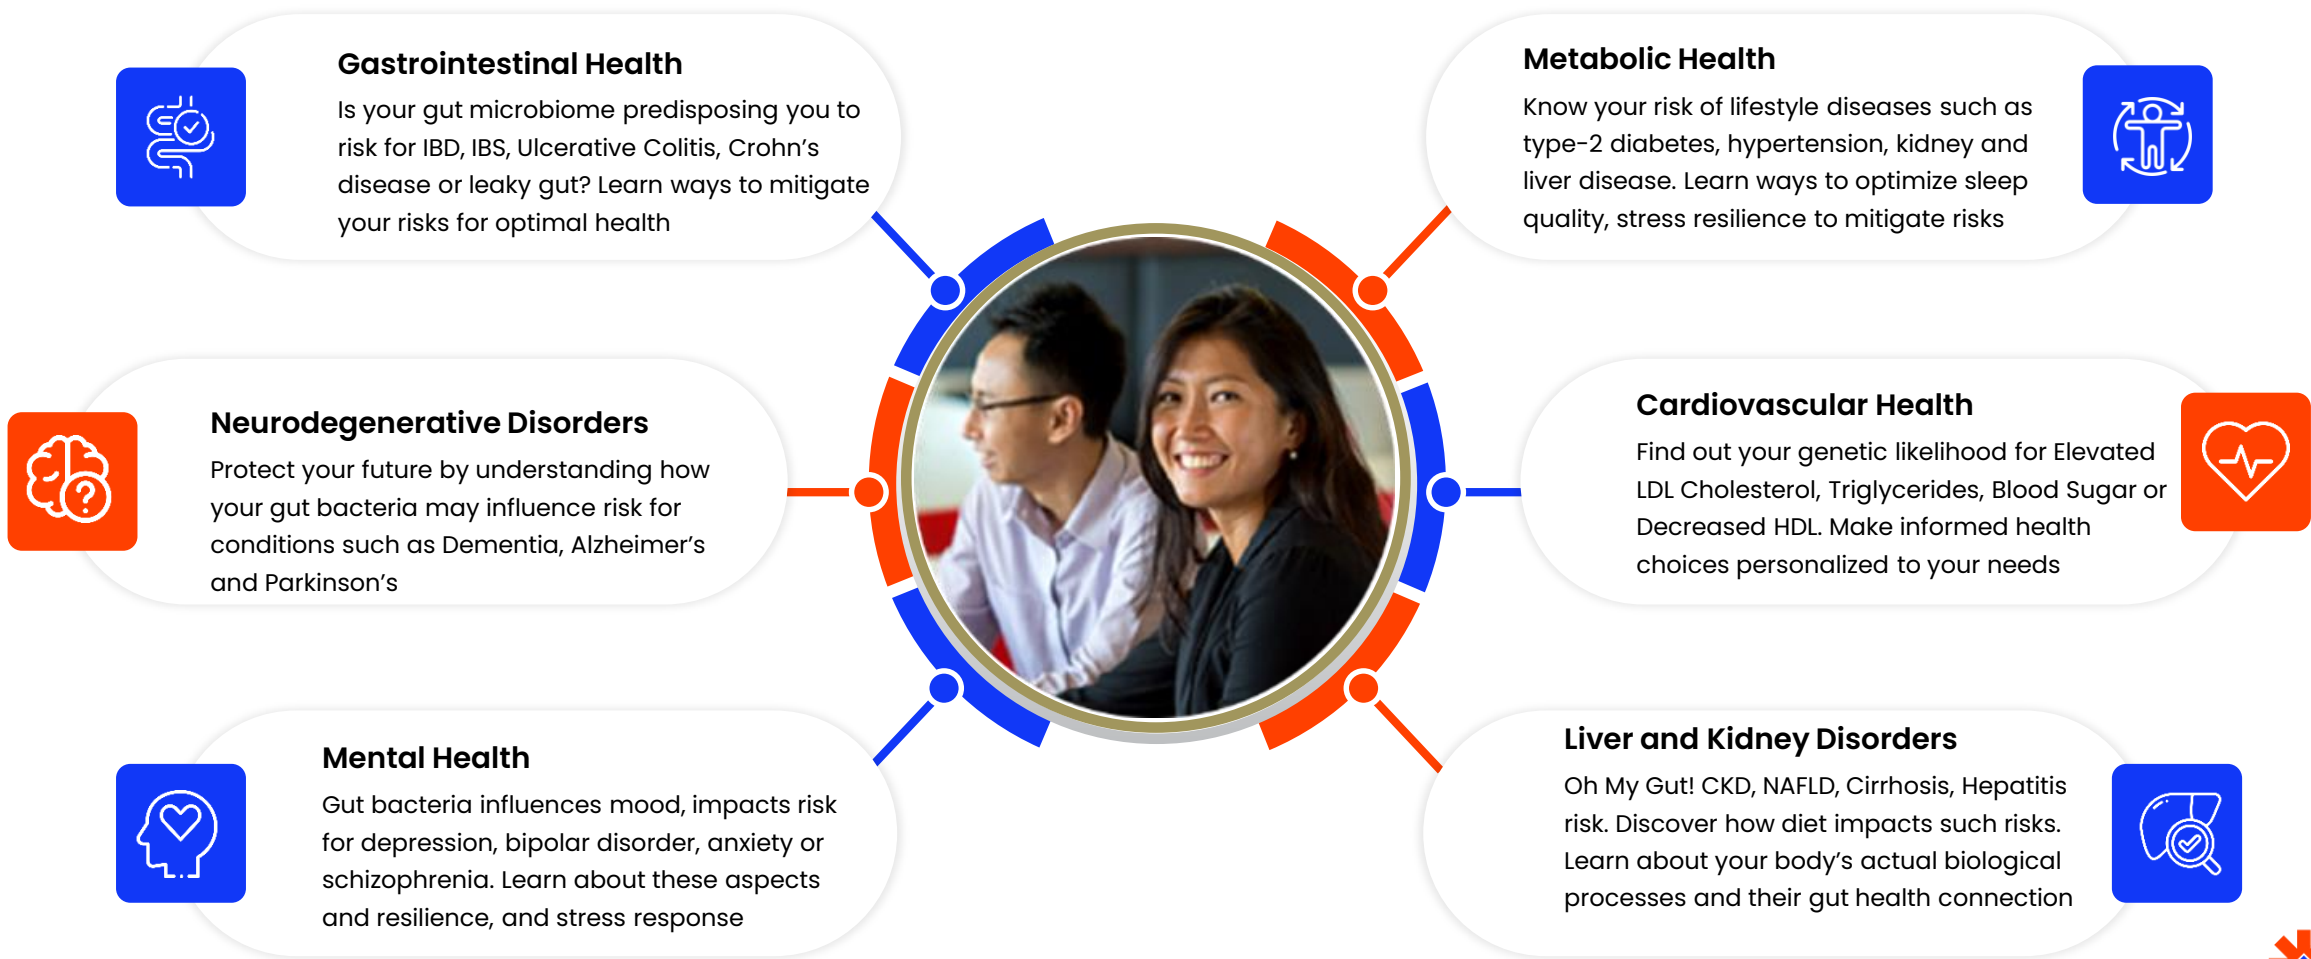 Gastrointestinal Health
Is your gut microbiome predisposing you to
risk for IBD, IBS, Ulcerative Colitis, Crohn’s
disease or leaky gut? Learn ways to mitigate
your risks for optimal health
Neurodegenerative Disorders
Protect your future by understanding how
your gut bacteria may influence risk for
conditions such as Dementia, Alzheimer’s
and Parkinson’s
Mental Health
Gut bacteria influences mood, impacts risk
for depression, bipolar disorder, anxiety or
schizophrenia. Learn about these aspects
and resilience, and stress response
Metabolic Health
Know your risk of lifestyle diseases such as
type-2 diabetes, hypertension, kidney and
liver disease. Learn ways to optimize sleep
quality, stress resilience to mitigate risks
Cardiovascular Health
Find out your genetic likelihood for Elevated
LDL Cholesterol, Triglycerides, Blood Sugar or
Decreased HDL. Make informed health
choices personalized to your needs
Liver and Kidney Disorders
Oh My Gut! CKD, NAFLD, Cirrhosis, Hepatitis
risk. Discover how diet impacts such risks.
Learn about your body’s actual biological
processes and their gut health connection